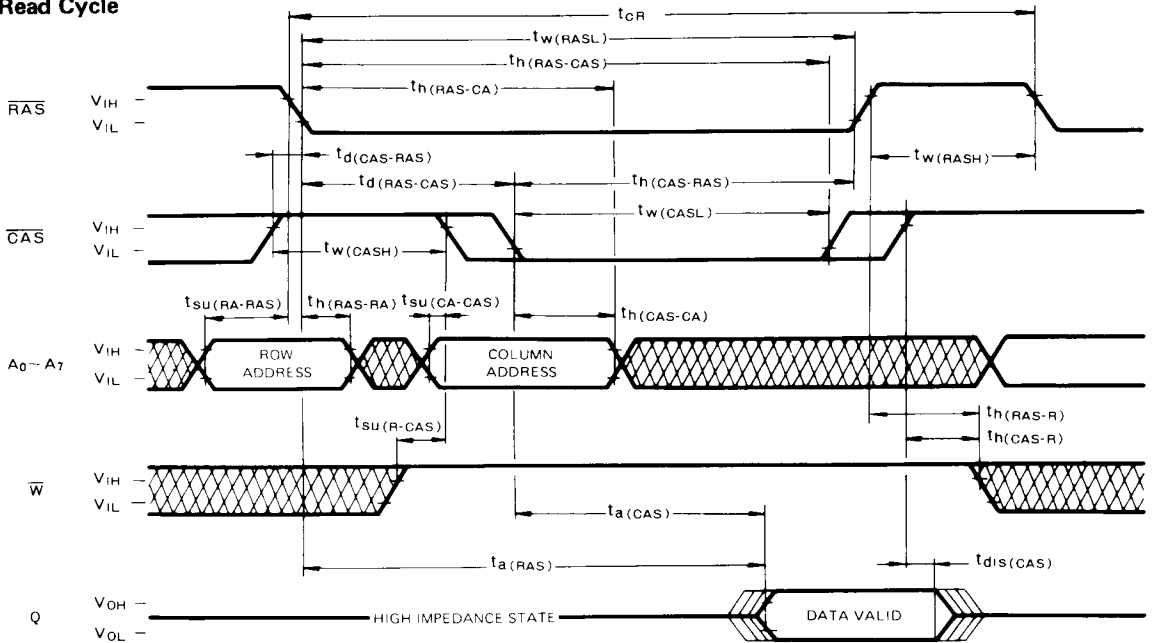 Read Cycle
tCR
tw(RASL)
th(RAS-CAS)
th(RAS-CA)
RAS
VIH
VIL
tw(RASH)
td(CAS-RAS)
td(RAS-CAS)
th(CAS-RAS)
tw(CASL)
CAS
VIH
VIL
tw(CASH)
tsu(RA-RAS)
th(RAS-RA)
tsu(CA-CAS)
th(CAS-CA)
A0~A7
VIH
VIL
ROW
ADDRESS
COLUMN
ADDRESS
tsu(R-CAS)
th(RAS-R)
th(CAS-R)
W
VIH
VIL
ta(CAS)
ta(RAS)
tdis(CAS)
Q
VOH
VOL
HIGH IMPEDANCE STATE
DATA VALID